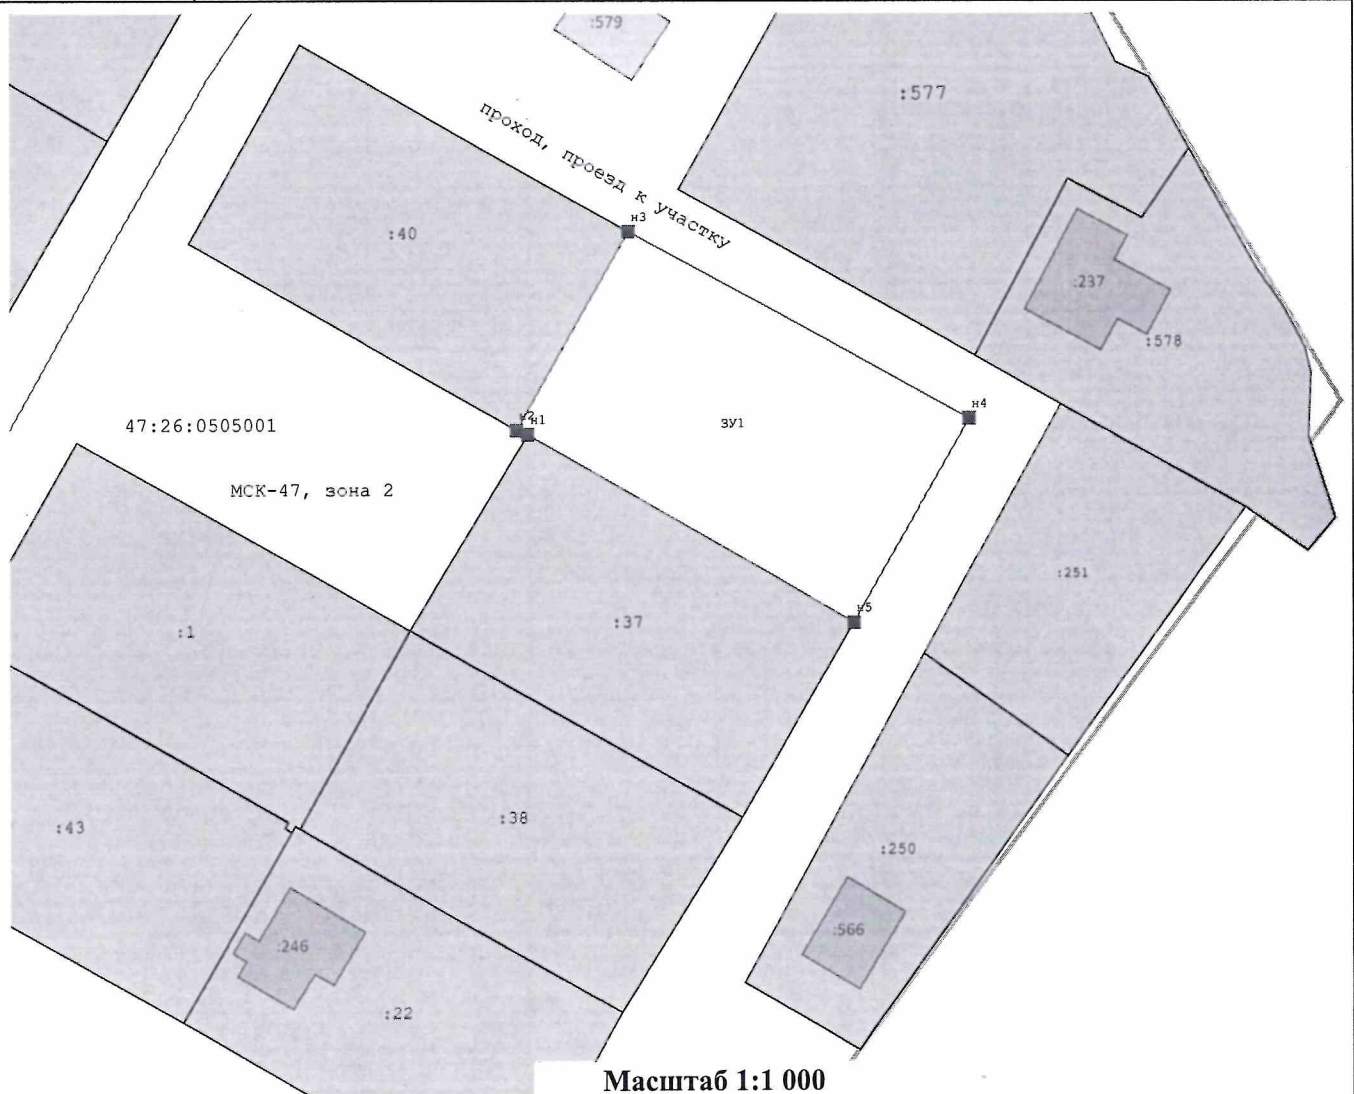 :579
:577
проход, проезд к участку
н3
:40
:237
:578
н4
н2
н1
ЗУ1
47:26:0505001
МСК-47, зона 2
:251
н5
:37
:1
:38
:43
:250
:566
:246
:22
Масштаб 1:1 000